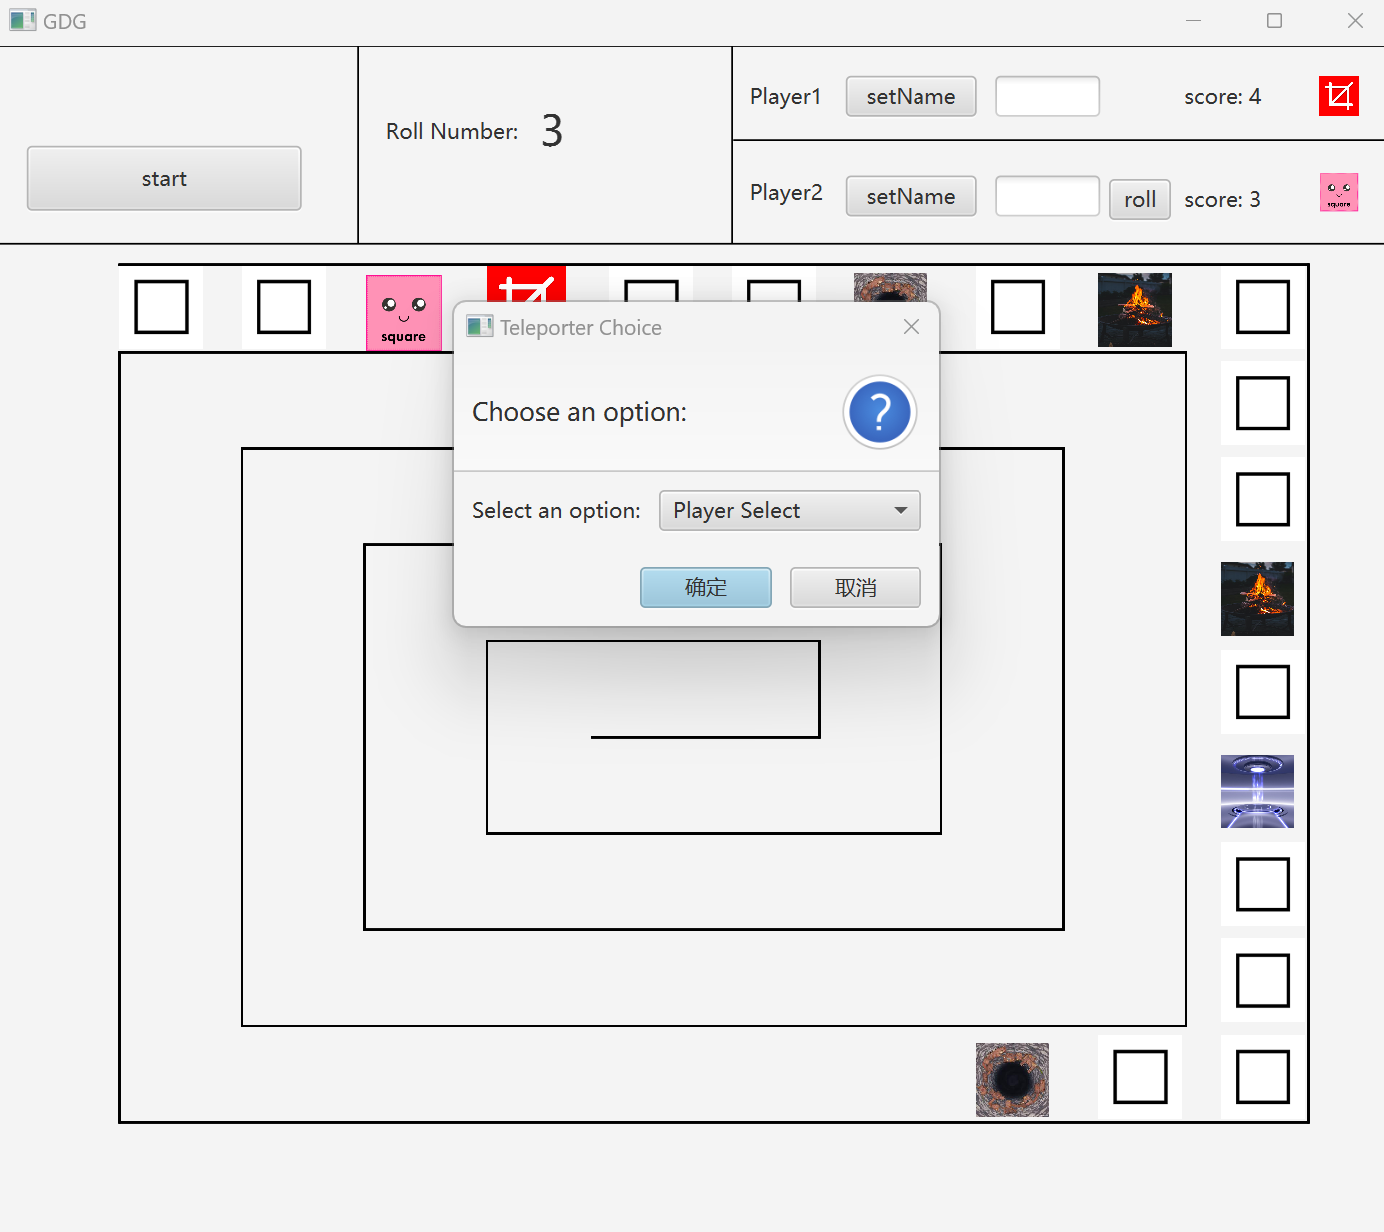 GDG
start
Roll Number: 3
Player1 setName score: 4
Player2 setName roll score: 3
square
square
Teleporter Choice
Choose an option:
?
Select an option: Player Select
确定 取消